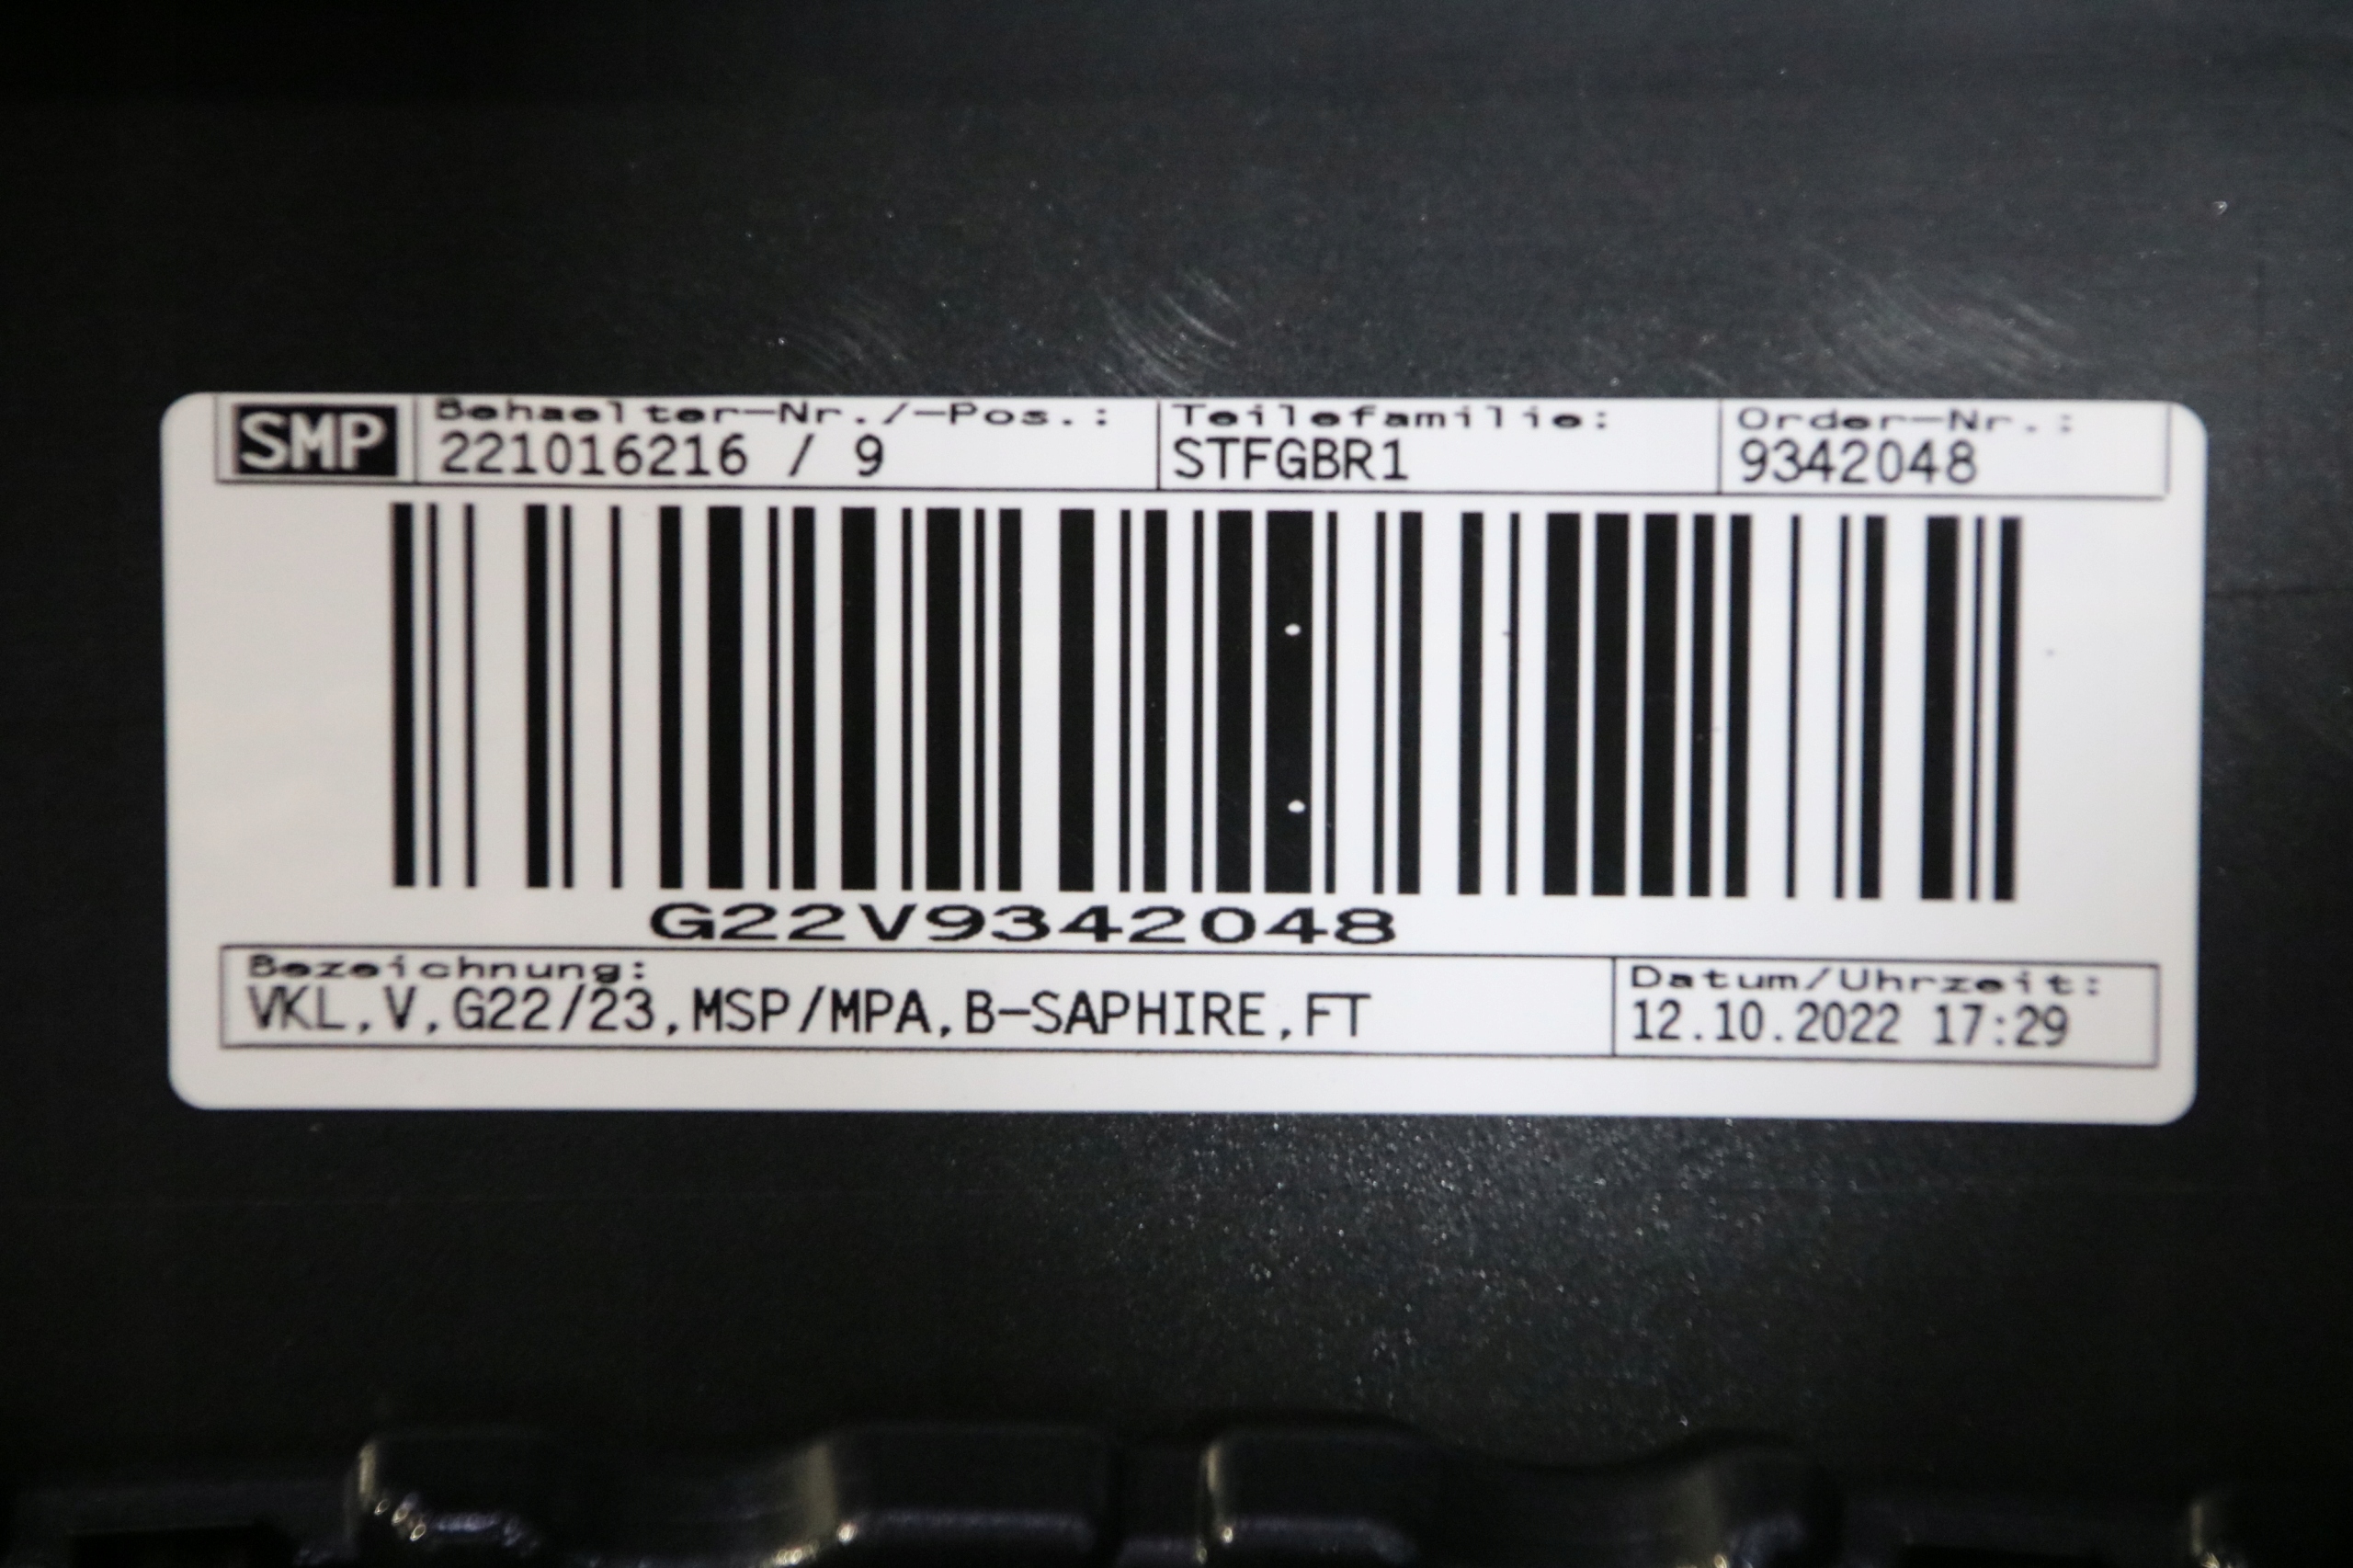 SMP Behaelter-Nr./-Pos.: Teilefamilie: Order-Nr.:
221016216 / 9 STFGBR1 9342048
G22V9342048
Bezeichnung: Datum/Uhrzeit:
VKL,V,G22/23,MSP/MPA,B-SAPHIRE,FT 12.10.2022 17:29